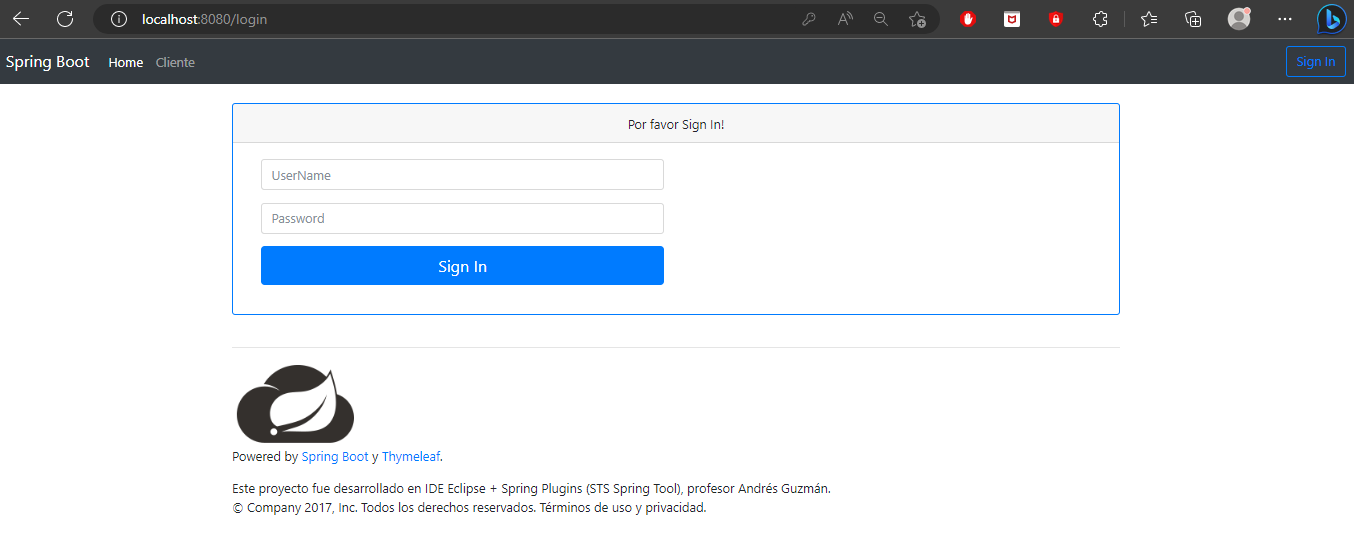 localhost:8080/login
Spring Boot Home Cliente Sign In
Por favor Sign In!
UserName
Password
Sign In
Powered by Spring Boot y Thymeleaf.
Este proyecto fue desarrollado en IDE Eclipse + Spring Plugins (STS Spring Tool), profesor Andrés Guzmán.
© Company 2017, Inc. Todos los derechos reservados. Términos de uso y privacidad.